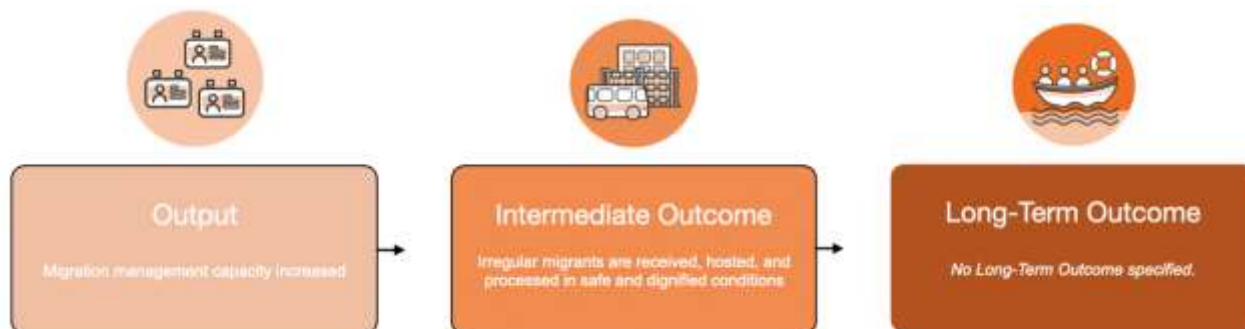 Output
Migration management capacity increased
Intermediate Outcome
Irregular migrants are received, hosted, and
processed in safe and dignified conditions
Long-Term Outcome
No Long-Term Outcome specified.